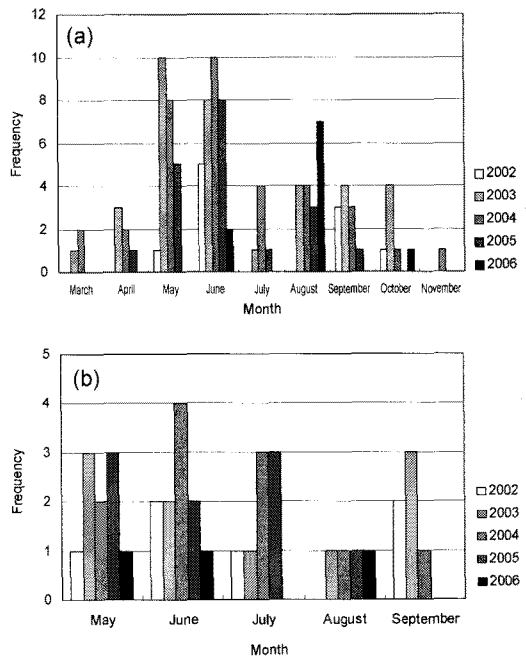 (a)
12
10
8
6
4
2
0
Frequency
March April May June July August September October November
Month
2002
2003
2004
2005
2006
(b)
5
4
3
2
1
0
Frequency
May June July August September
Month
2002
2003
2004
2005
2006